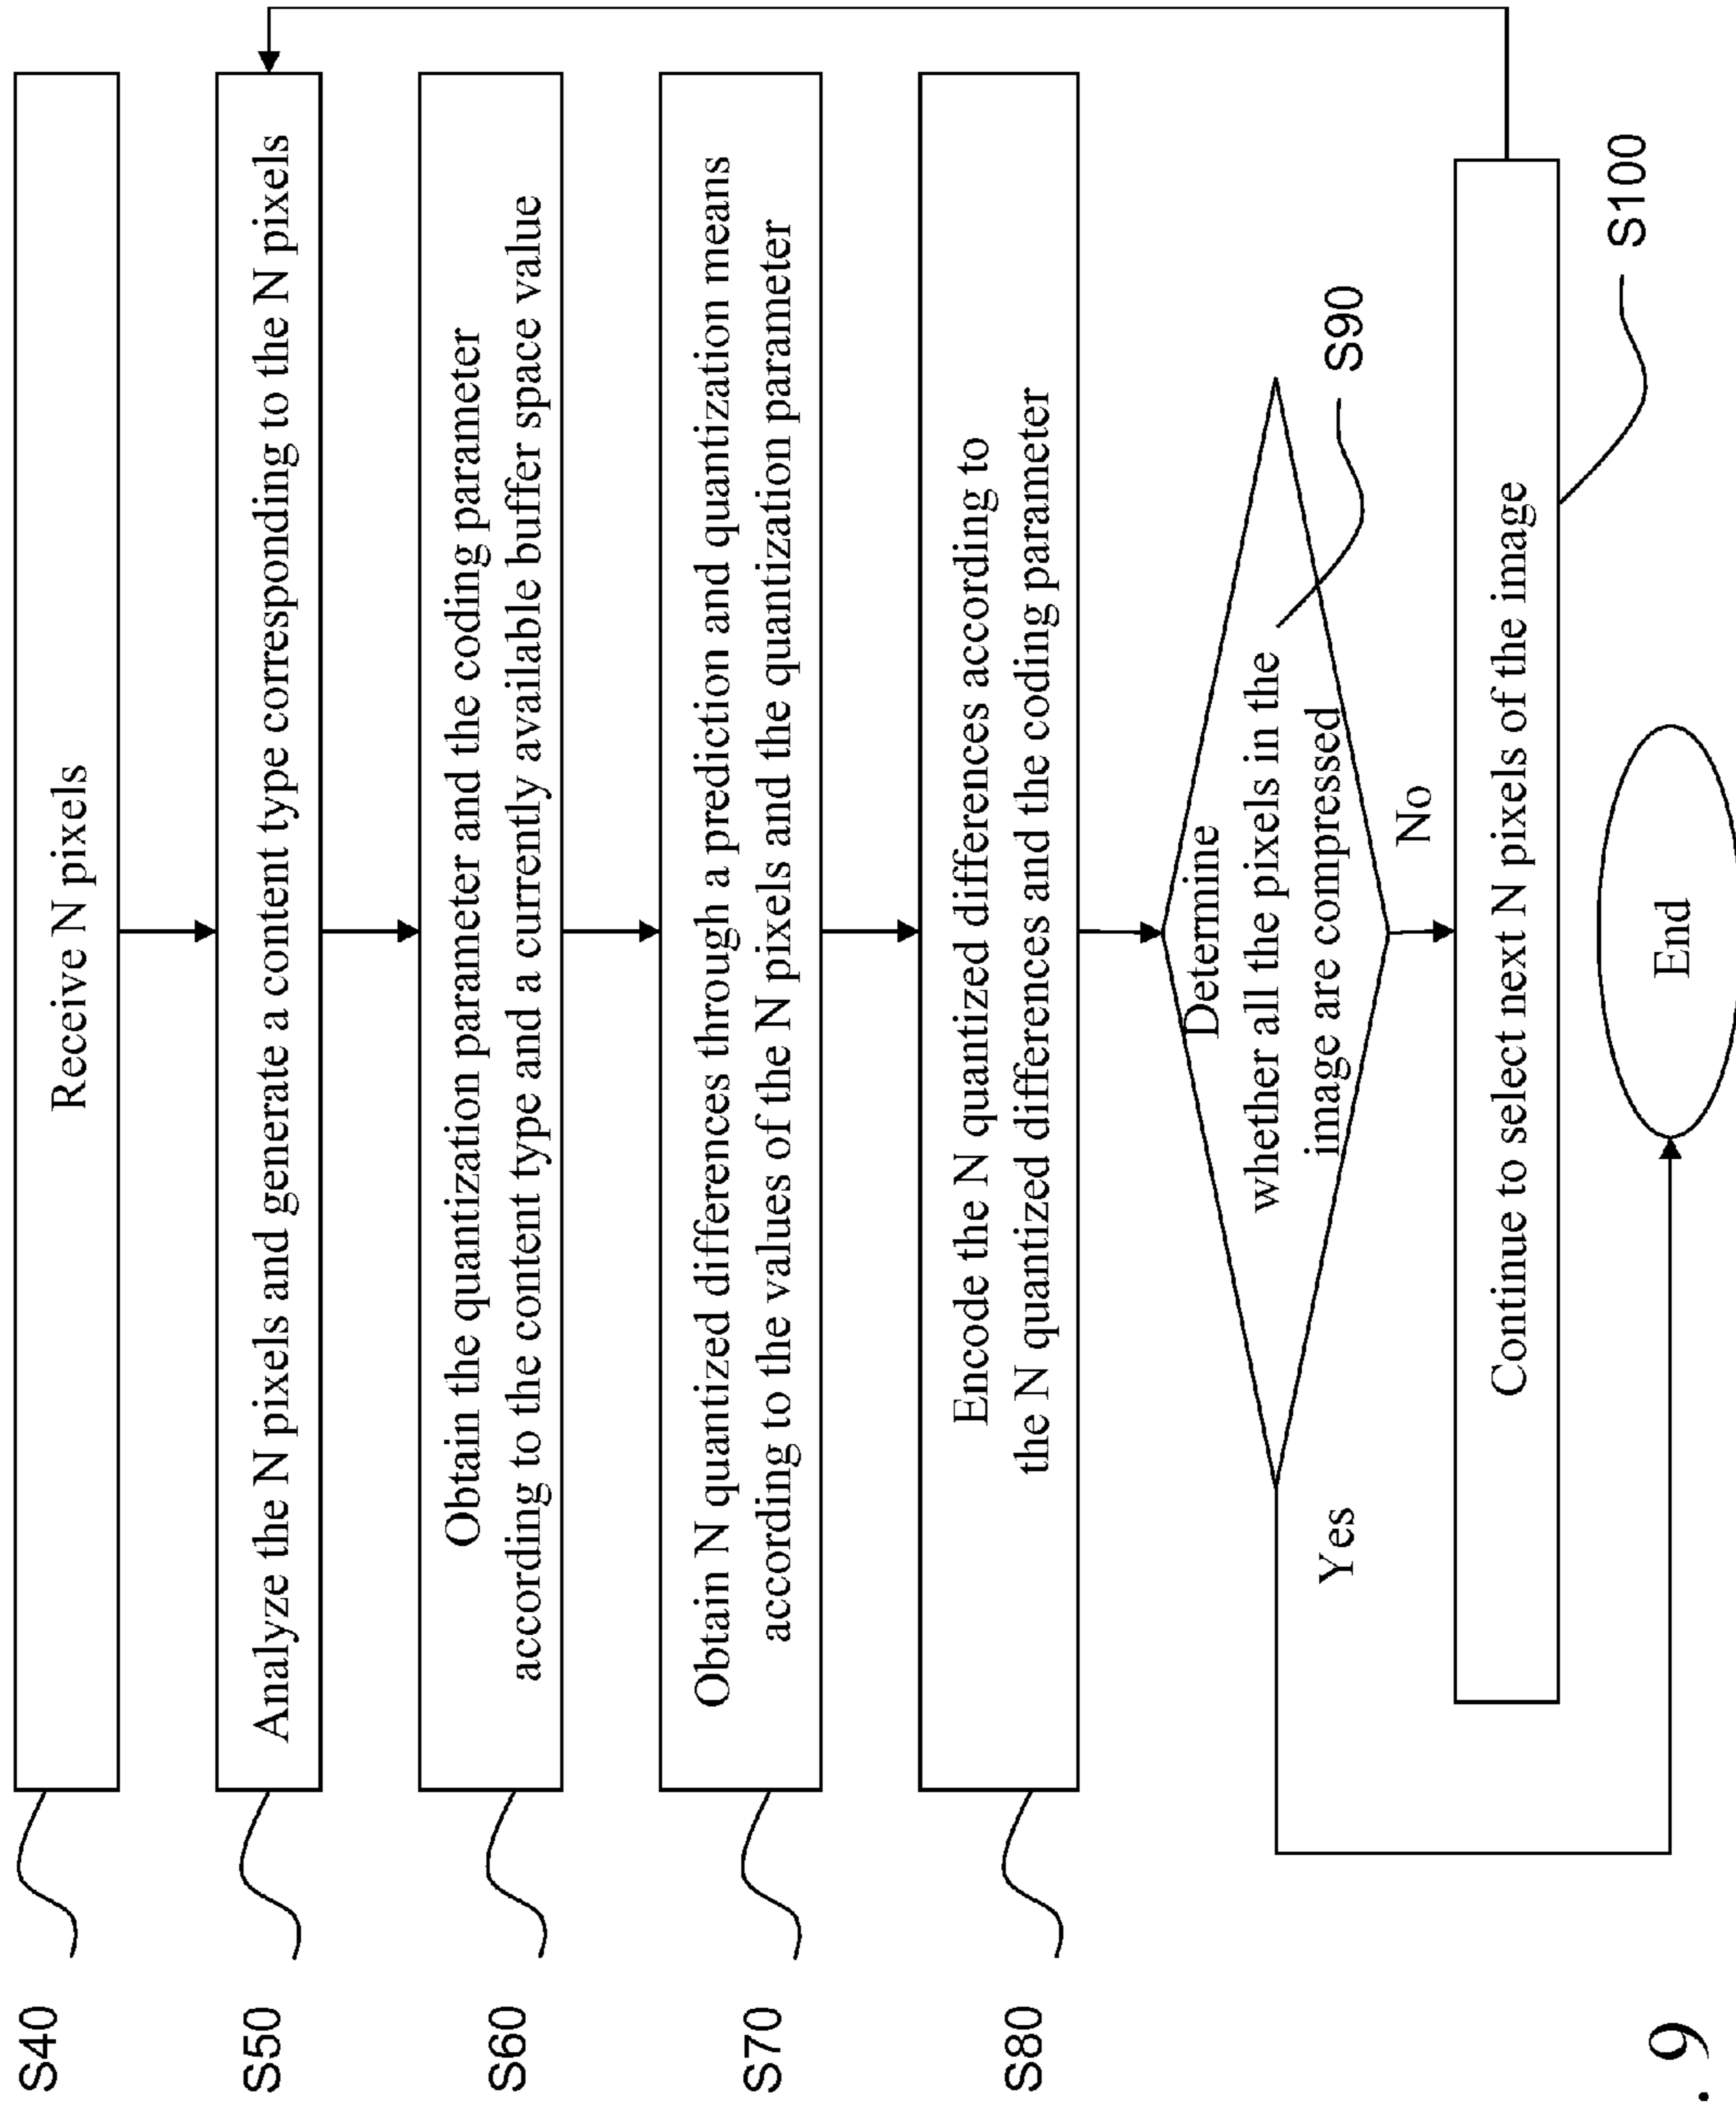 S40
Receive N pixels
S50
Analyze the N pixels and generate a content type corresponding to the N pixels
S60
Obtain the quantization parameter and the coding parameter
according to the content type and a currently available buffer space value
S70
Obtain N quantized differences through a prediction and quantization means
according to the values of the N pixels and the quantization parameter
S80
Encode the N quantized differences according to
the N quantized differences and the coding parameter
Determine
whether all the pixels in the
image are compressed
S90
Yes
No
Continue to select next N pixels of the image
S100
End
. 9